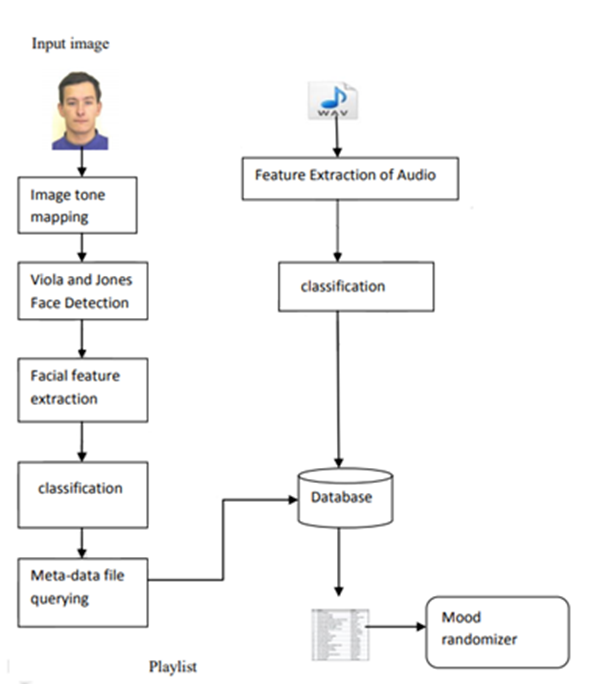 Input image
WAV
Image tone
mapping
Viola and Jones
Face Detection
Facial feature
extraction
classification
Meta-data file
querying
Feature Extraction of Audio
classification
Database
Mood
randomizer
Playlist